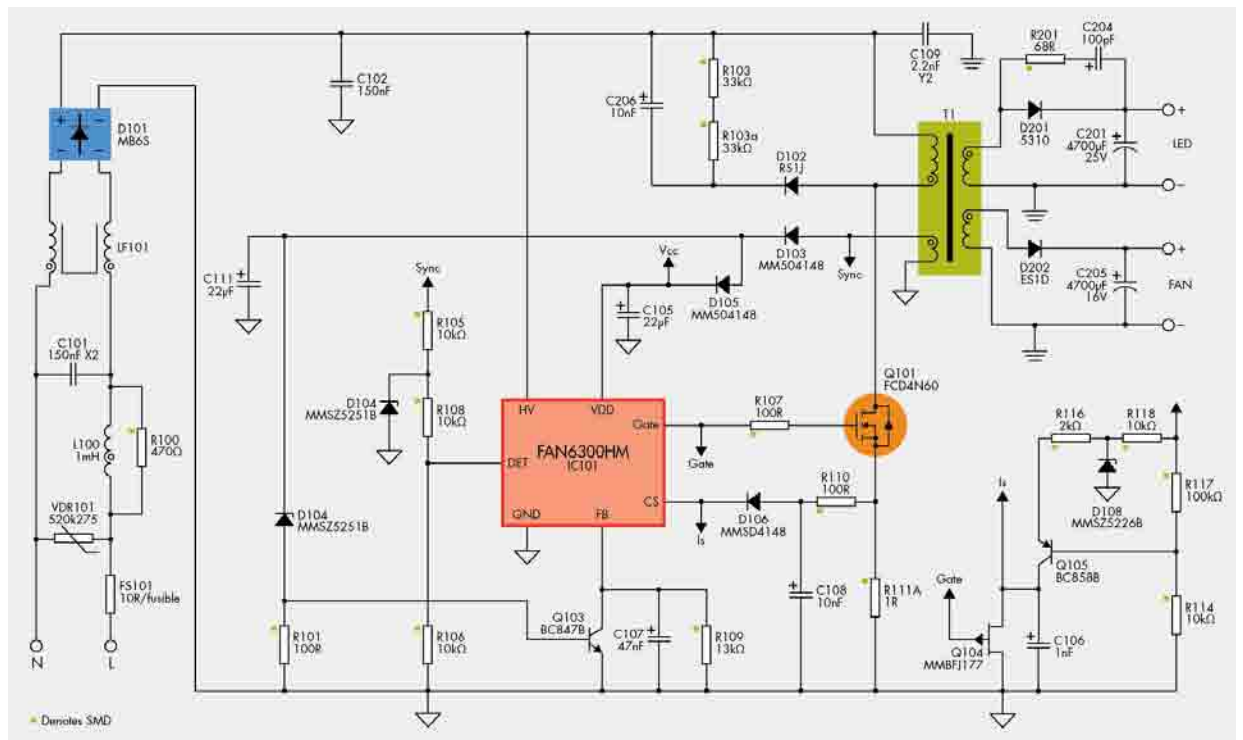 C102
150nF
D101
MB6S
+
−
LF101
C111
22µF
C101
150nF X2
L100
1mH
R100
470Ω
VDR101
520k275
FS101
10R/fusible
N
L
Denotes SMD
C206
10nF
R103
33kΩ
R103a
33kΩ
D102
RS1J
C109
2.2nF
Y2
T1
R201
68R
C204
100pF
D201
5310
C201
4700µF
25V
+
LED
−
D202
ES1D
C205
4700µF
16V
+
FAN
−
D103
MM504148
Sync
Vcc
D105
MM504148
C105
22µF
Sync
R105
10kΩ
D104
MMSZ5251B
R108
10kΩ
HV
VDD
Gate
FAN6300HM
IC101
DET
CS
GND
FB
R107
100R
Gate
Q101
FCD4N60
R110
100R
D106
MMSD4148
Is
D104
MMSZ5251B
R101
100R
R106
10kΩ
Q103
BC847B
C107
47nF
R109
13kΩ
C108
10nF
R111A
1R
R116
2kΩ
R118
10kΩ
Is
D108
MMSZ5226B
R117
100kΩ
Q105
BC858B
R114
10kΩ
Gate
Q104
MMBFJ177
C106
1nF